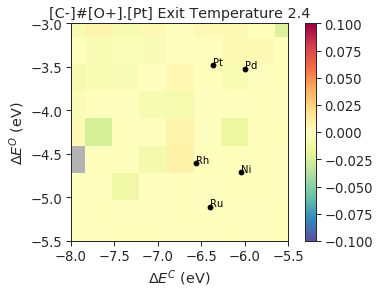 [C-]#[O+].[Pt] Exit Temperature 2.4
−3.0
−3.5
−4.0
−4.5
−5.0
−5.5
ΔE^O (eV)
Pt
Pd
Rh
Ni
Ru
−8.0 −7.5 −7.0 −6.5 −6.0 −5.5
ΔE^C (eV)
0.100
0.075
0.050
0.025
0.000
−0.025
−0.050
−0.075
−0.100